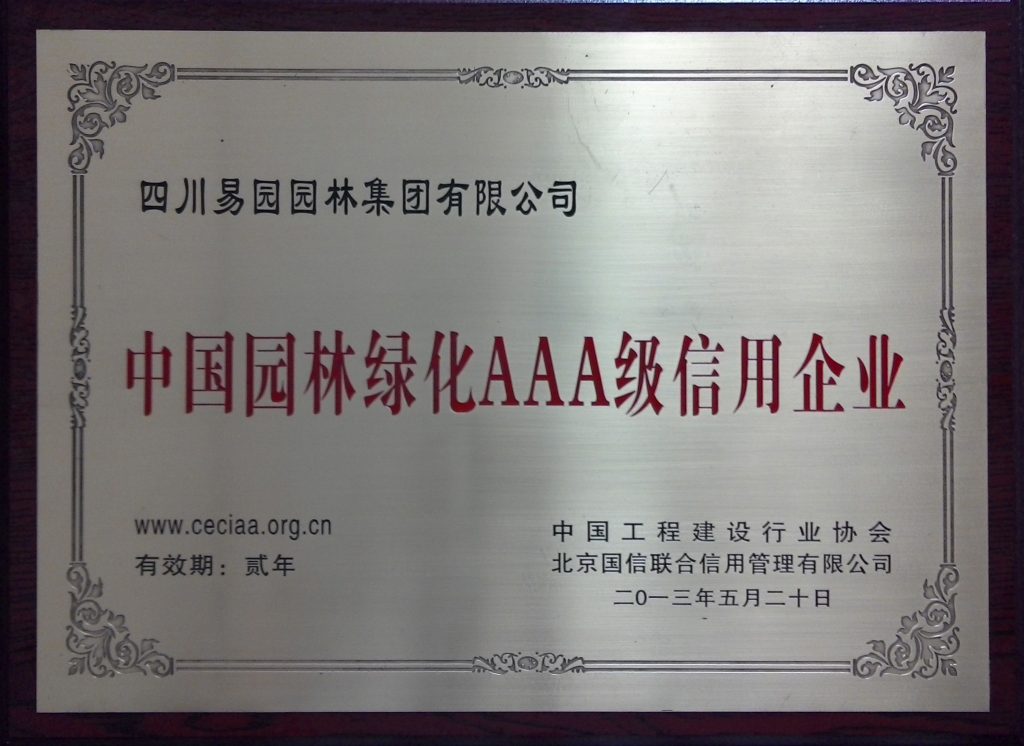 四川易园园林集团有限公司
中国园林绿化AAA级信用企业
www.ceciaa.org.cn
有效期：贰年
中国工程建设行业协会
北京国信联合信用管理有限公司
二0一三年五月二十日